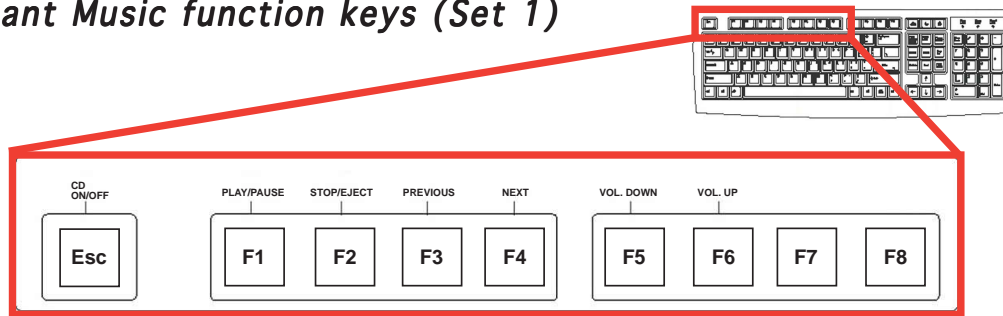 ant Music function keys (Set 1)
CD
ON/OFF
PLAY/PAUSE STOP/EJECT PREVIOUS NEXT VOL. DOWN VOL. UP
Esc F1 F2 F3 F4 F5 F6 F7 F8